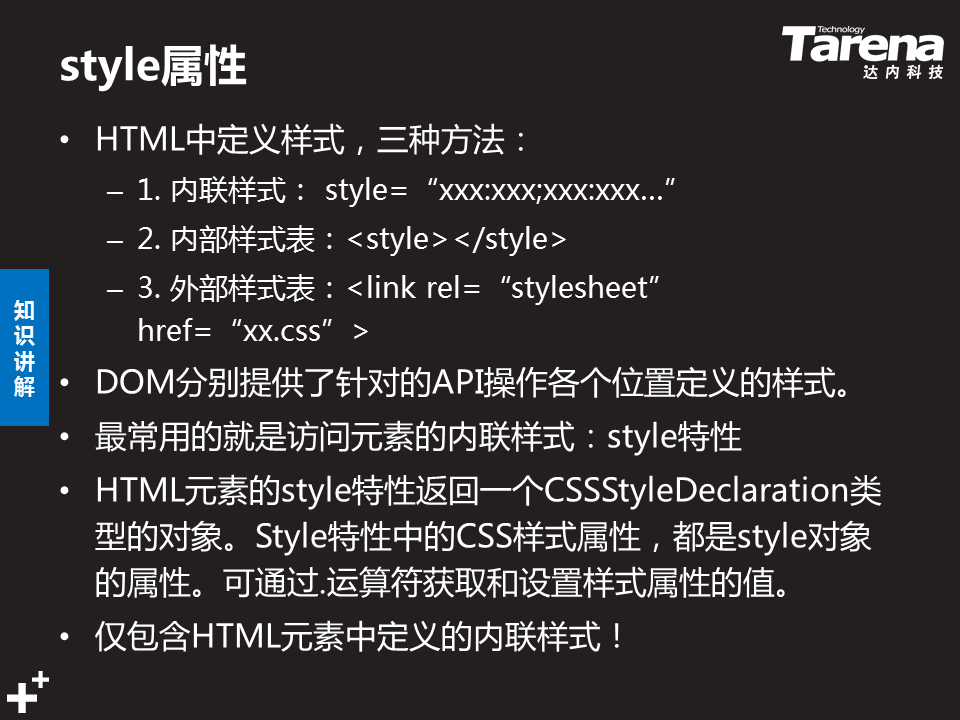 style属性
Technology
Tarena
达内科技
• HTML中定义样式，三种方法：
– 1. 内联样式： style=“xxx:xxx;xxx:xxx…”
– 2. 内部样式表：<style></style>
– 3. 外部样式表：<link rel=“stylesheet”
href=“xx.css”>
知识讲解
• DOM分别提供了针对的API操作各个位置定义的样式。
• 最常用的就是访问元素的内联样式：style特性
• HTML元素的style特性返回一个CSSStyleDeclaration类
型的对象。Style特性中的CSS样式属性，都是style对象
的属性。可通过.运算符获取和设置样式属性的值。
• 仅包含HTML元素中定义的内联样式！